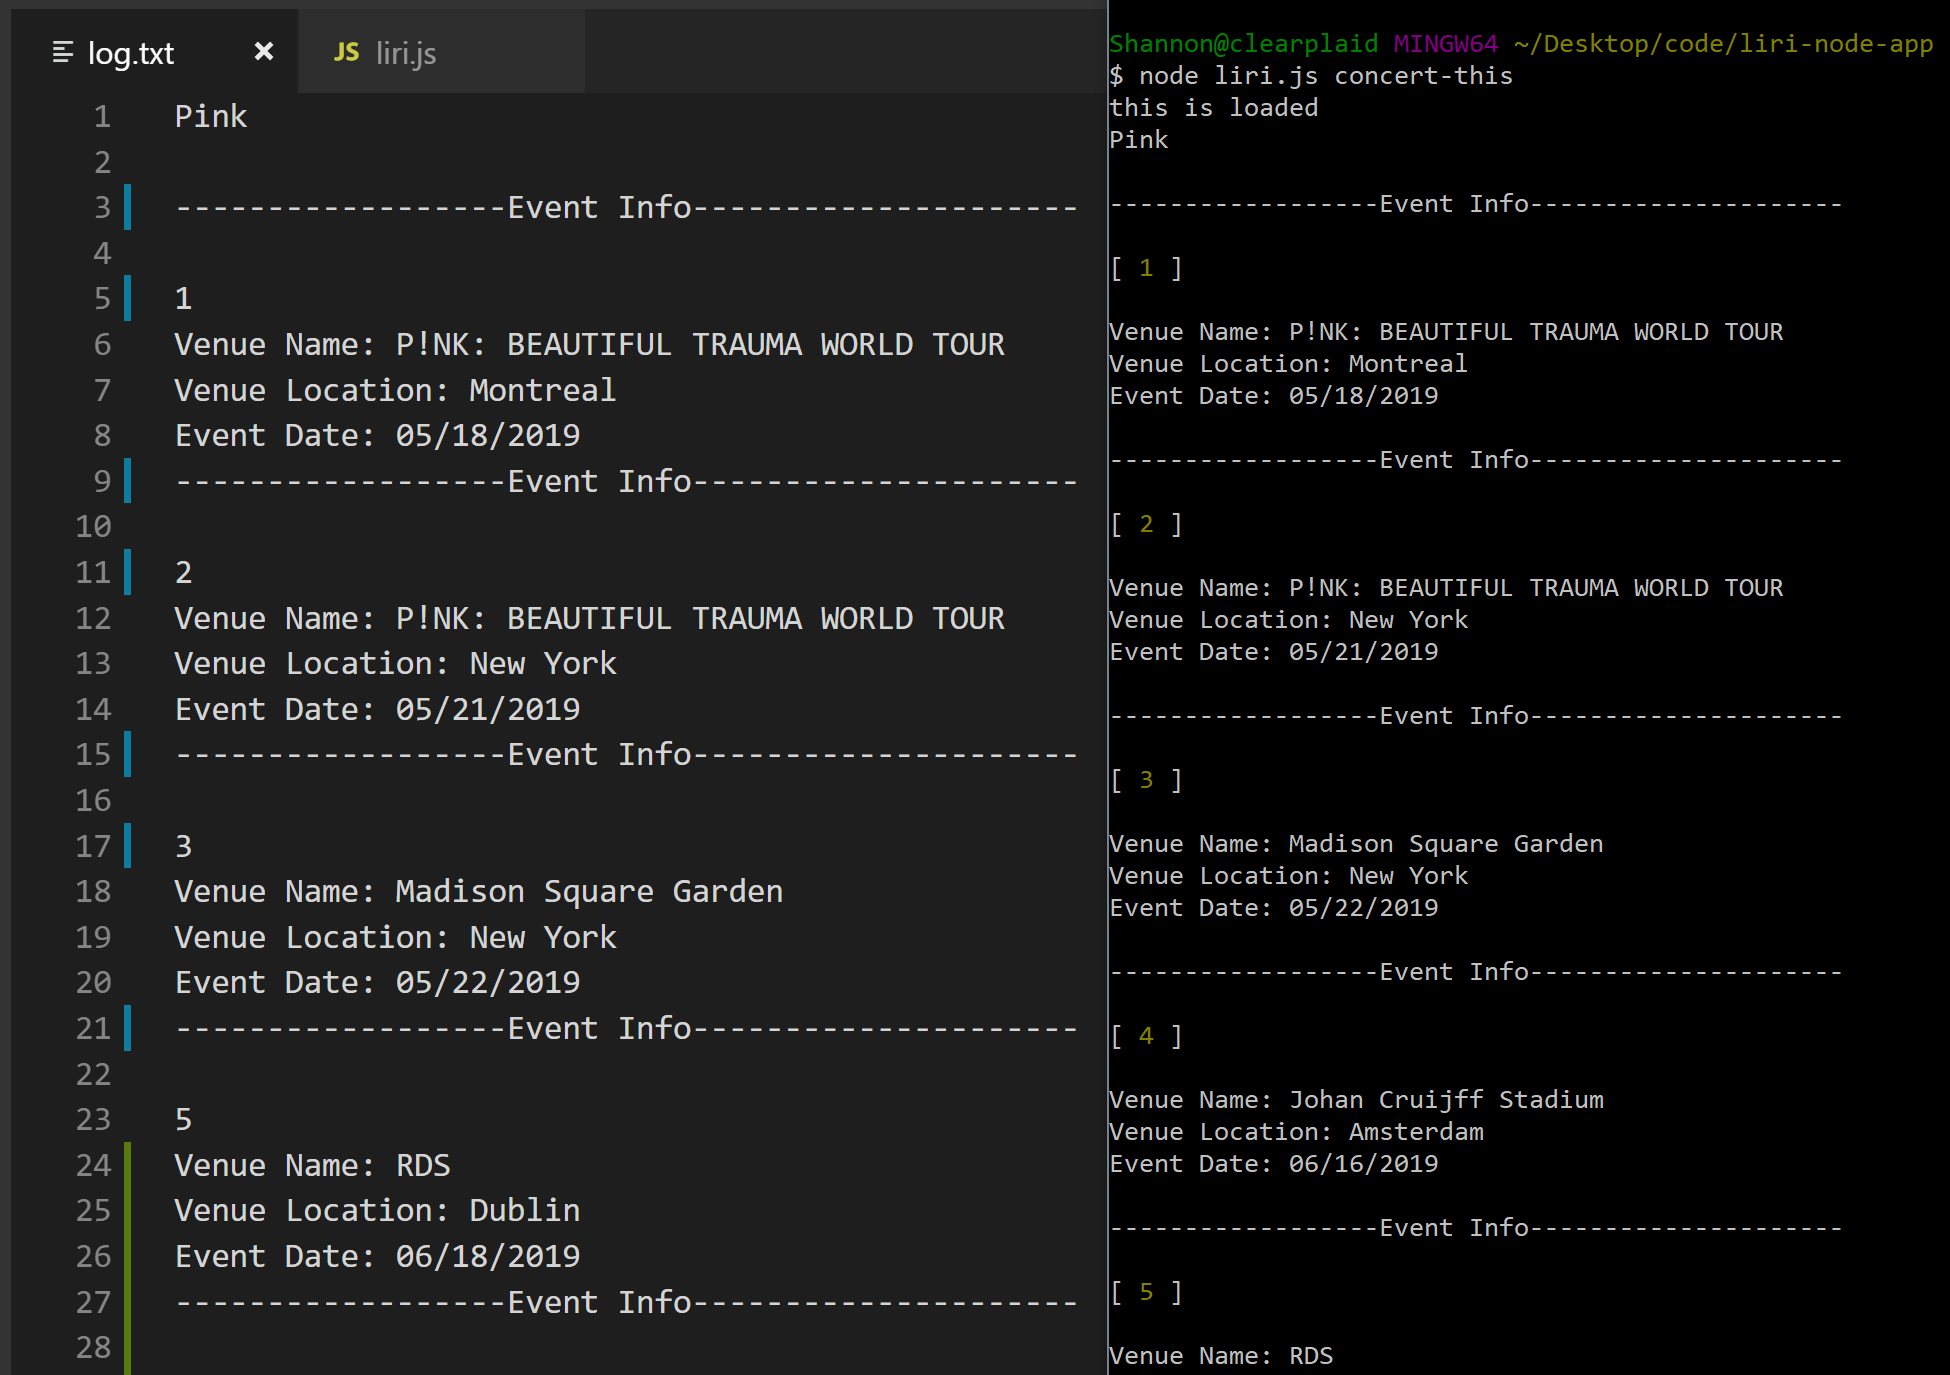 log.txt
JS liri.js
1 Pink
2
3 ------------------Event Info---------------------
4
5 1
6 Venue Name: P!NK: BEAUTIFUL TRAUMA WORLD TOUR
7 Venue Location: Montreal
8 Event Date: 05/18/2019
9 ------------------Event Info---------------------
10
11 2
12 Venue Name: P!NK: BEAUTIFUL TRAUMA WORLD TOUR
13 Venue Location: New York
14 Event Date: 05/21/2019
15 ------------------Event Info---------------------
16
17 3
18 Venue Name: Madison Square Garden
19 Venue Location: New York
20 Event Date: 05/22/2019
21 ------------------Event Info---------------------
22
23 5
24 Venue Name: RDS
25 Venue Location: Dublin
26 Event Date: 06/18/2019
27 ------------------Event Info---------------------
28
Shannon@clearplaid MINGW64 ~/Desktop/code/liri-node-app
$ node liri.js concert-this
this is loaded
Pink
------------------Event Info---------------------
[ 1 ]
Venue Name: P!NK: BEAUTIFUL TRAUMA WORLD TOUR
Venue Location: Montreal
Event Date: 05/18/2019
------------------Event Info---------------------
[ 2 ]
Venue Name: P!NK: BEAUTIFUL TRAUMA WORLD TOUR
Venue Location: New York
Event Date: 05/21/2019
------------------Event Info---------------------
[ 3 ]
Venue Name: Madison Square Garden
Venue Location: New York
Event Date: 05/22/2019
------------------Event Info---------------------
[ 4 ]
Venue Name: Johan Cruijff Stadium
Venue Location: Amsterdam
Event Date: 06/16/2019
------------------Event Info---------------------
[ 5 ]
Venue Name: RDS